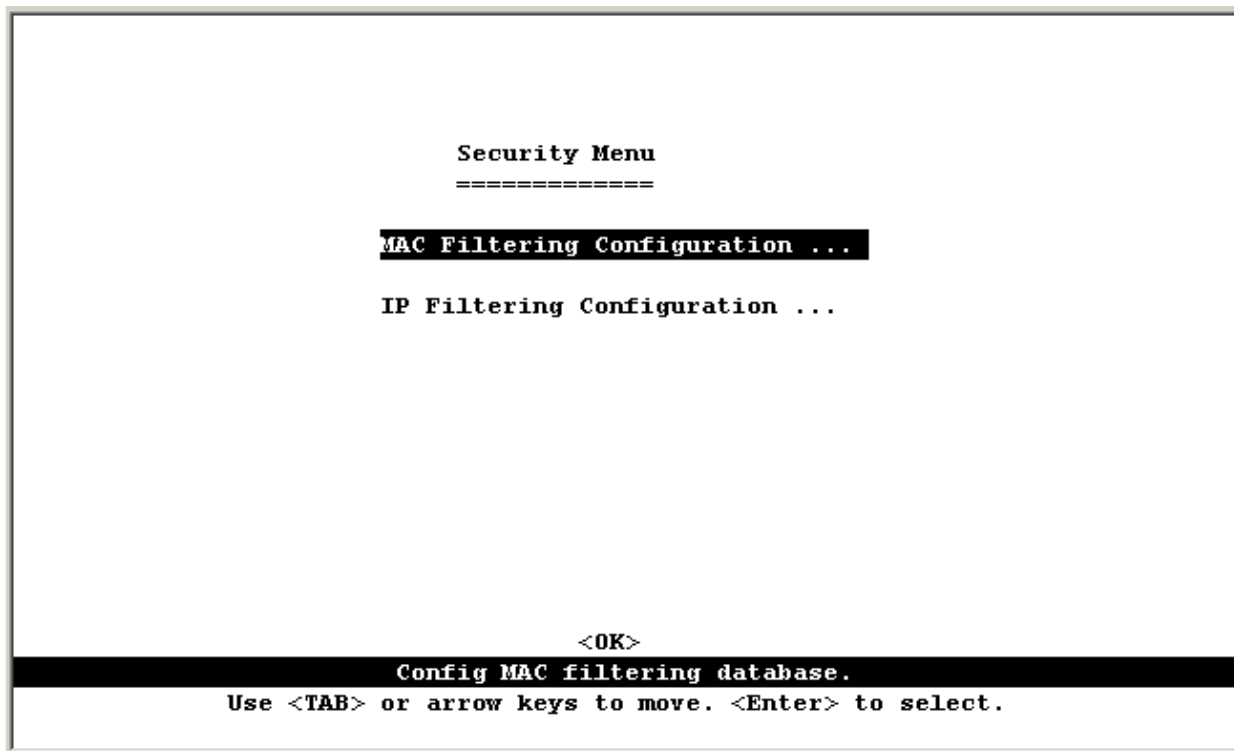 Security Menu
=============
MAC Filtering Configuration ...
IP Filtering Configuration ...
<OK>
Config MAC filtering database.
Use <TAB> or arrow keys to move. <Enter> to select.